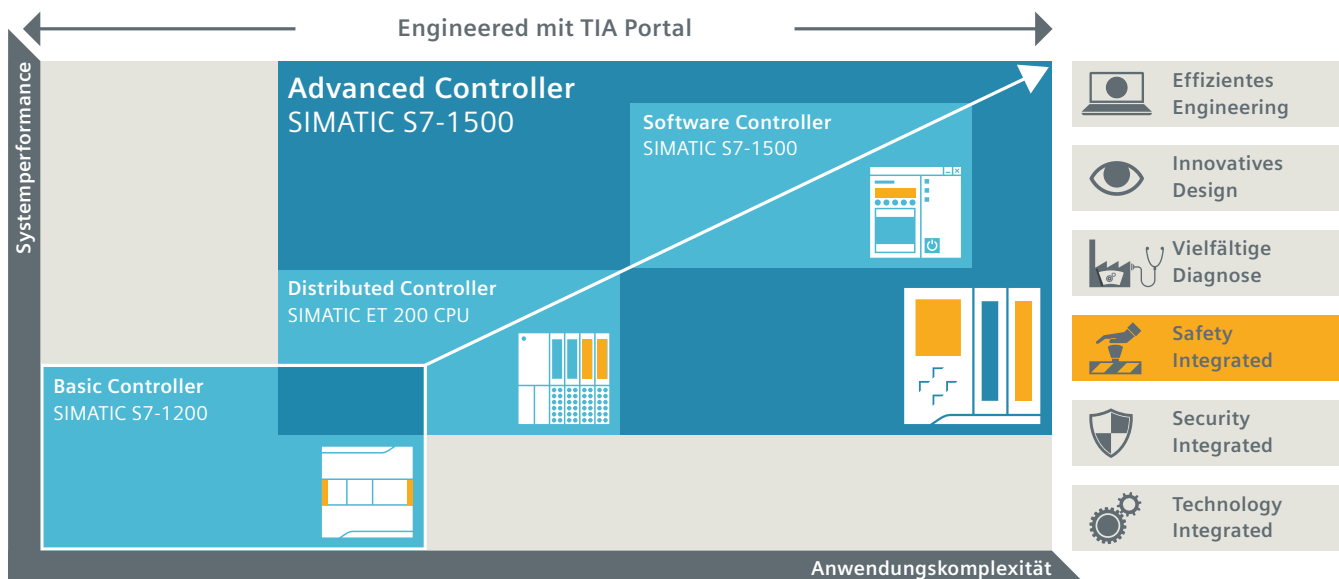 Engineered mit TIA Portal
Systemperformance
Advanced Controller
SIMATIC S7-1500
Software Controller
SIMATIC S7-1500
Distributed Controller
SIMATIC ET 200 CPU
Basic Controller
SIMATIC S7-1200
Anwendungskomplexität
Effizientes
Engineering
Innovatives
Design
Vielfältige
Diagnose
Safety
Integrated
Security
Integrated
Technology
Integrated